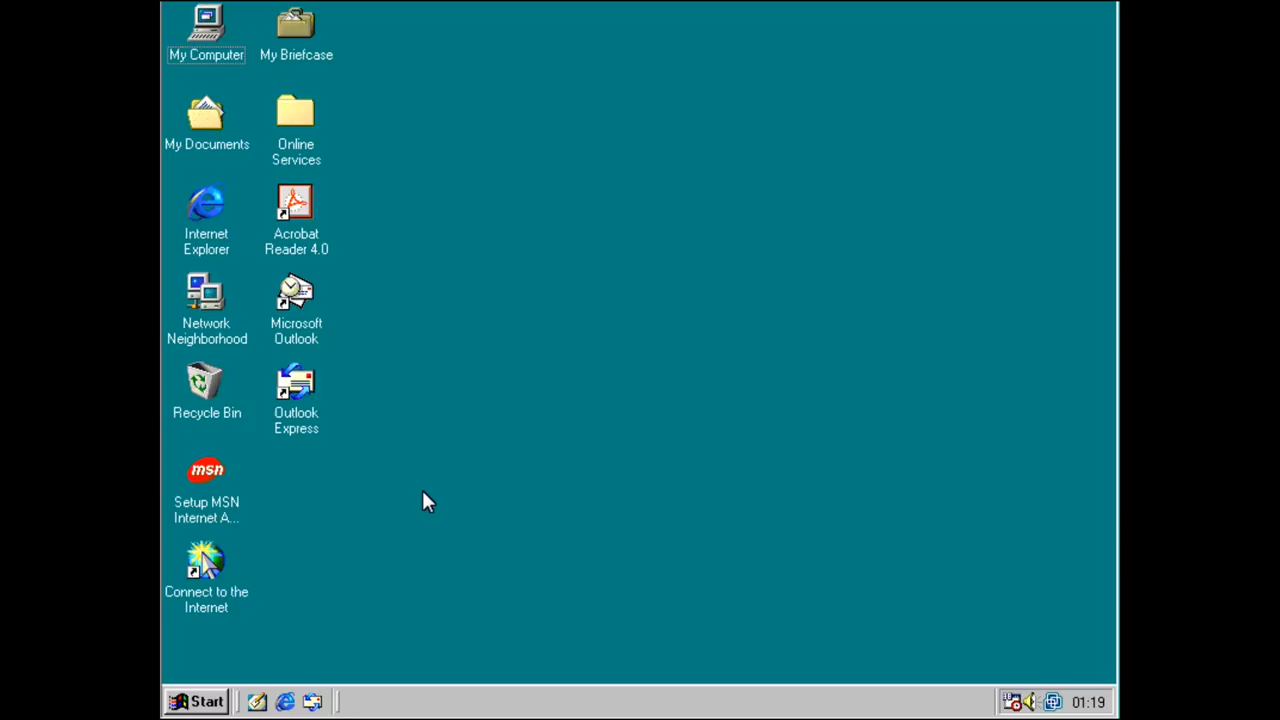 My Computer
My Briefcase
My Documents
Online
Services
Internet
Explorer
Acrobat
Reader 4.0
Network
Neighborhood
Microsoft
Outlook
Recycle Bin
Outlook
Express
msn
Setup MSN
Internet A...
Connect to the
Internet
Start
01:19